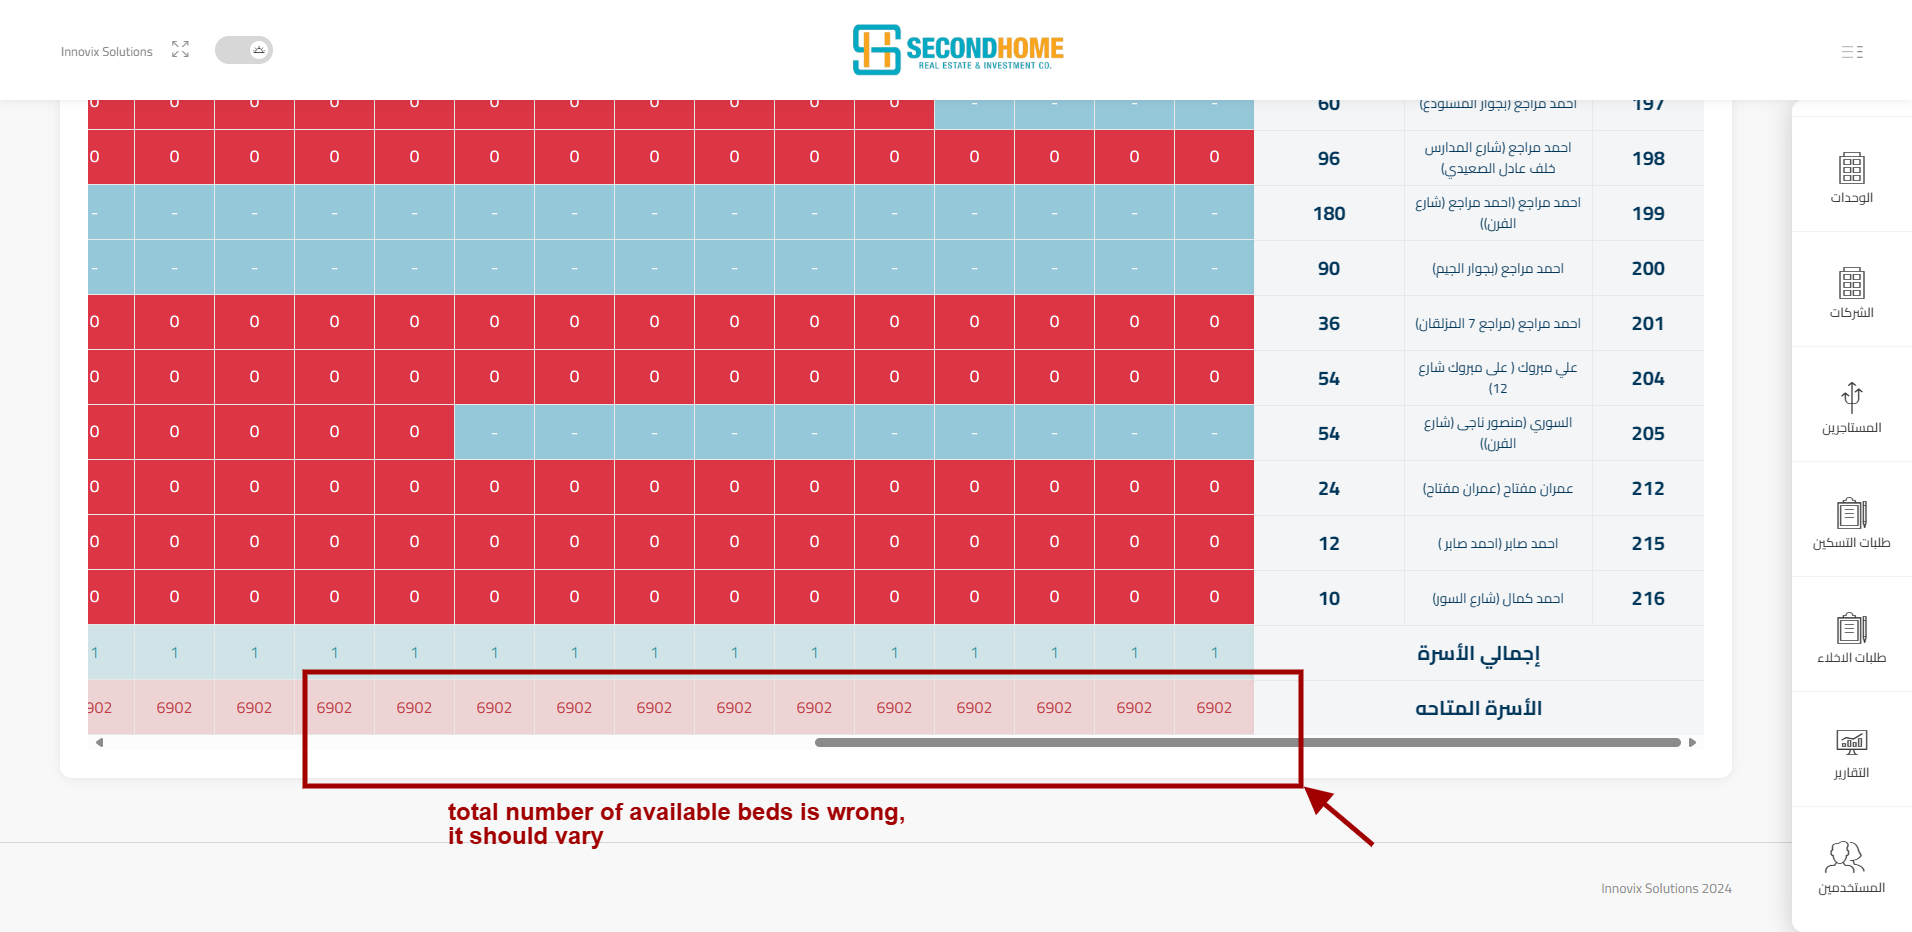 Innovix Solutions
SECONDHOME
REAL ESTATE & INVESTMENT CO.
197 احمد مراجع (بجوار المستودع) 60 - - - - 0 0 0 0 0 0 0 0 0 0 0
198 احمد مراجع (شارع المدارس خلف عادل الصعيدي) 96 0 0 0 0 0 0 0 0 0 0 0 0 0 0 0
199 احمد مراجع (احمد مراجع (شارع الفرن)) 180 - - - - - - - - - - - - - - -
200 احمد مراجع (بجوار الجيم) 90 - - - - - - - - - - - - - - -
201 احمد مراجع (مراجع 7 المزلقان) 36 0 0 0 0 0 0 0 0 0 0 0 0 0 0 0
204 علي مبروك ( على مبروك شارع 12) 54 0 0 0 0 0 0 0 0 0 0 0 0 0 0 0
205 السوري (منصور ناجى (شارع الفرن)) 54 - - - - - - - - - - 0 0 0 0 0
212 عمران مفتاح (عمران مفتاح) 24 0 0 0 0 0 0 0 0 0 0 0 0 0 0 0
215 احمد صابر (احمد صابر ) 12 0 0 0 0 0 0 0 0 0 0 0 0 0 0 0
216 احمد كمال (شارع السور) 10 0 0 0 0 0 0 0 0 0 0 0 0 0 0 0
إجمالي الأسرة 1 1 1 1 1 1 1 1 1 1 1 1 1 1 1
الأسرة المتاحه 6902 6902 6902 6902 6902 6902 6902 6902 6902 6902 6902 6902 6902 6902 902
total number of available beds is wrong,
it should vary
الوحدات
الشركات
المستاجرين
طلبات التسكين
طلبات الاخلاء
التقارير
المستخدمين
Innovix Solutions 2024